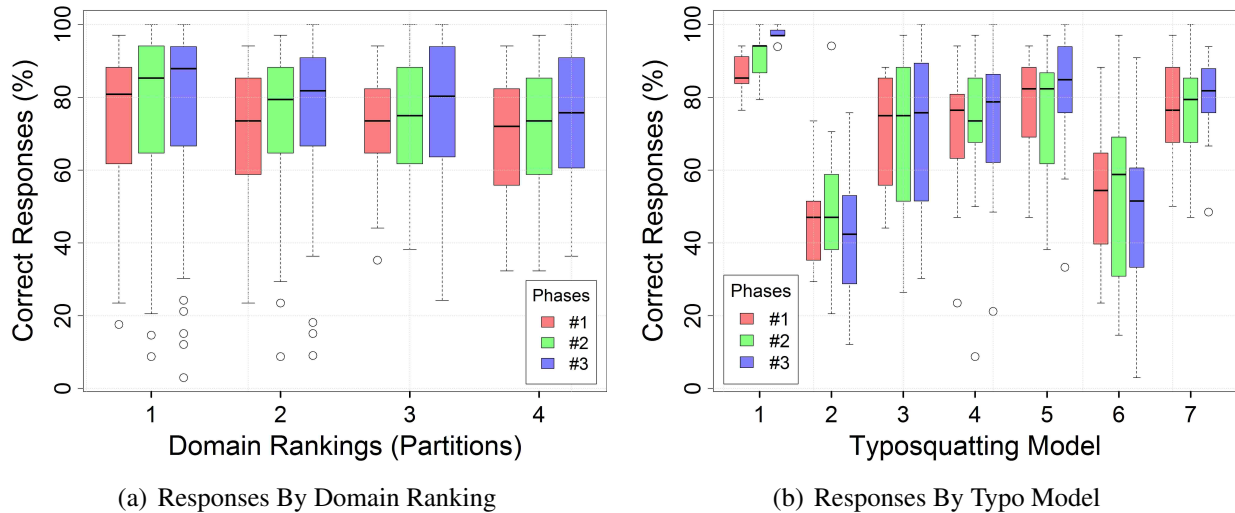 Correct Responses (%)
0
20
40
60
80
100
Phases
#1
#2
#3
1 2 3 4
Domain Rankings (Partitions)
(a) Responses By Domain Ranking
Correct Responses (%)
0
20
40
60
80
100
Phases
#1
#2
#3
1 2 3 4 5 6 7
Typosquatting Model
(b) Responses By Typo Model